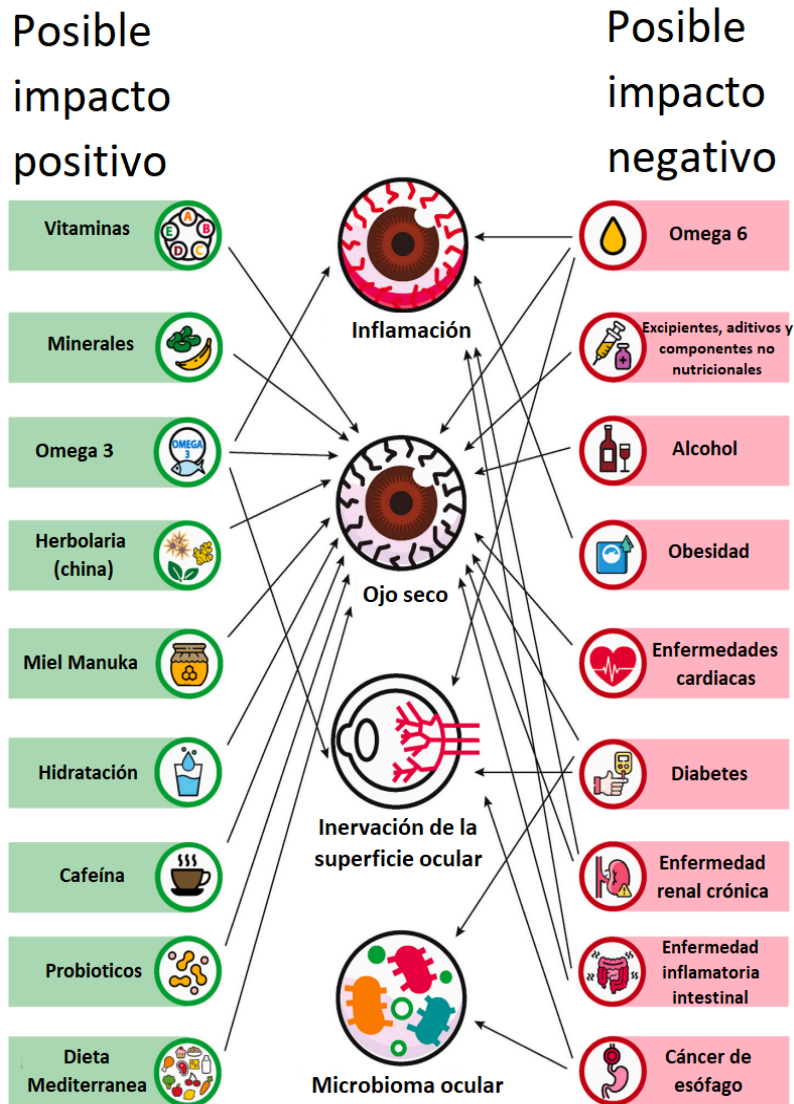 Posible
impacto
positivo
Posible
impacto
negativo
Vitaminas
A
B
C
D
E
Minerales
Omega 3
OMEGA
3
Herbolaria
(china)
Miel Manuka
Hidratación
Cafeína
Probioticos
Dieta
Mediterranea
Inflamación
Ojo seco
Inervación de la
superficie ocular
Microbioma ocular
Omega 6
Excipientes, aditivos y
componentes no
nutricionales
Alcohol
Obesidad
Enfermedades
cardiacas
Diabetes
Enfermedad
renal crónica
Enfermedad
inflamatoria
intestinal
Cáncer de
esófago